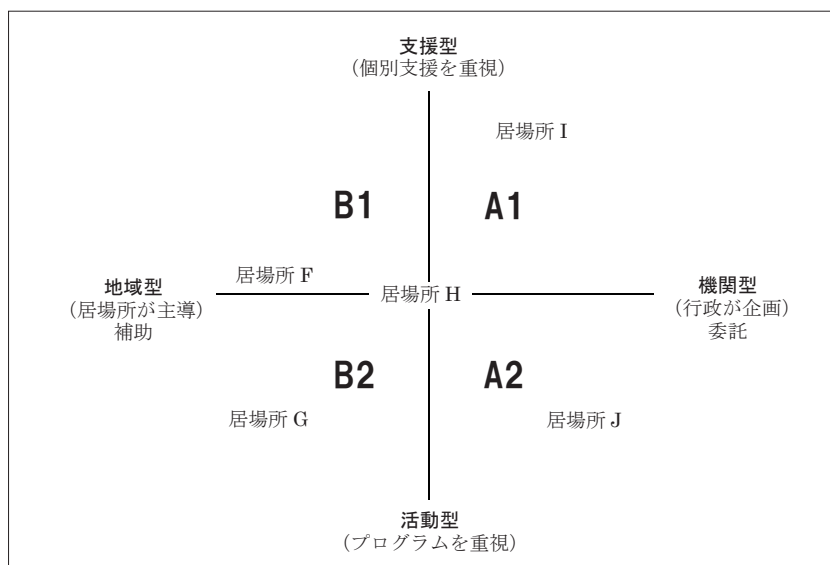 支援型
（個別支援を重視）
居場所 I
B1
A1
地域型
（居場所が主導）
補助
居場所 F
居場所 H
機関型
（行政が企画）
委託
B2
A2
居場所 G
居場所 J
活動型
（プログラムを重視）